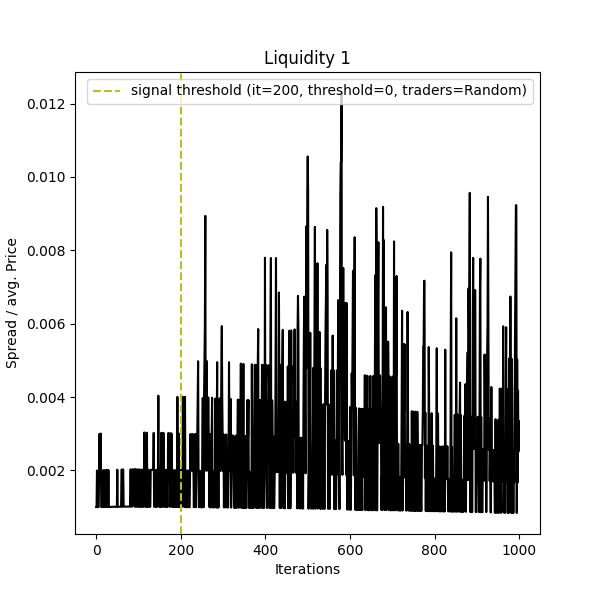 Liquidity 1
signal threshold (it=200, threshold=0, traders=Random)
0.012
0.010
0.008
0.006
0.004
0.002
Spread / avg. Price
0 200 400 600 800 1000
Iterations